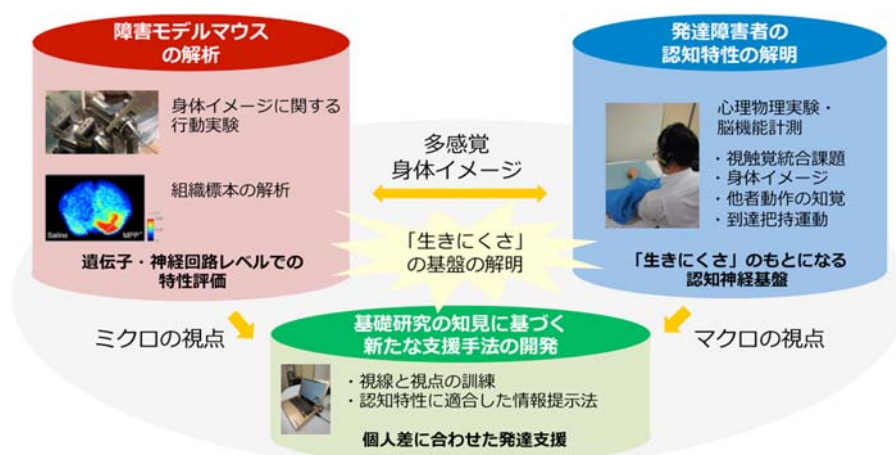 障害モデルマウス
の解析
身体イメージに関する
行動実験
組織標本の解析
Saline
MPP⁺
遺伝子・神経回路レベルでの
特性評価
多感覚
身体イメージ
「生きにくさ」
の基盤の解明
発達障害者の
認知特性の解明
心理物理実験・
脳機能計測
・視触覚統合課題
・身体イメージ
・他者動作の知覚
・到達把持運動
「生きにくさ」のもとになる
認知神経基盤
ミクロの視点
マクロの視点
基礎研究の知見に基づく
新たな支援手法の開発
・視線と視点の訓練
・認知特性に適合した情報提示法
個人差に合わせた発達支援